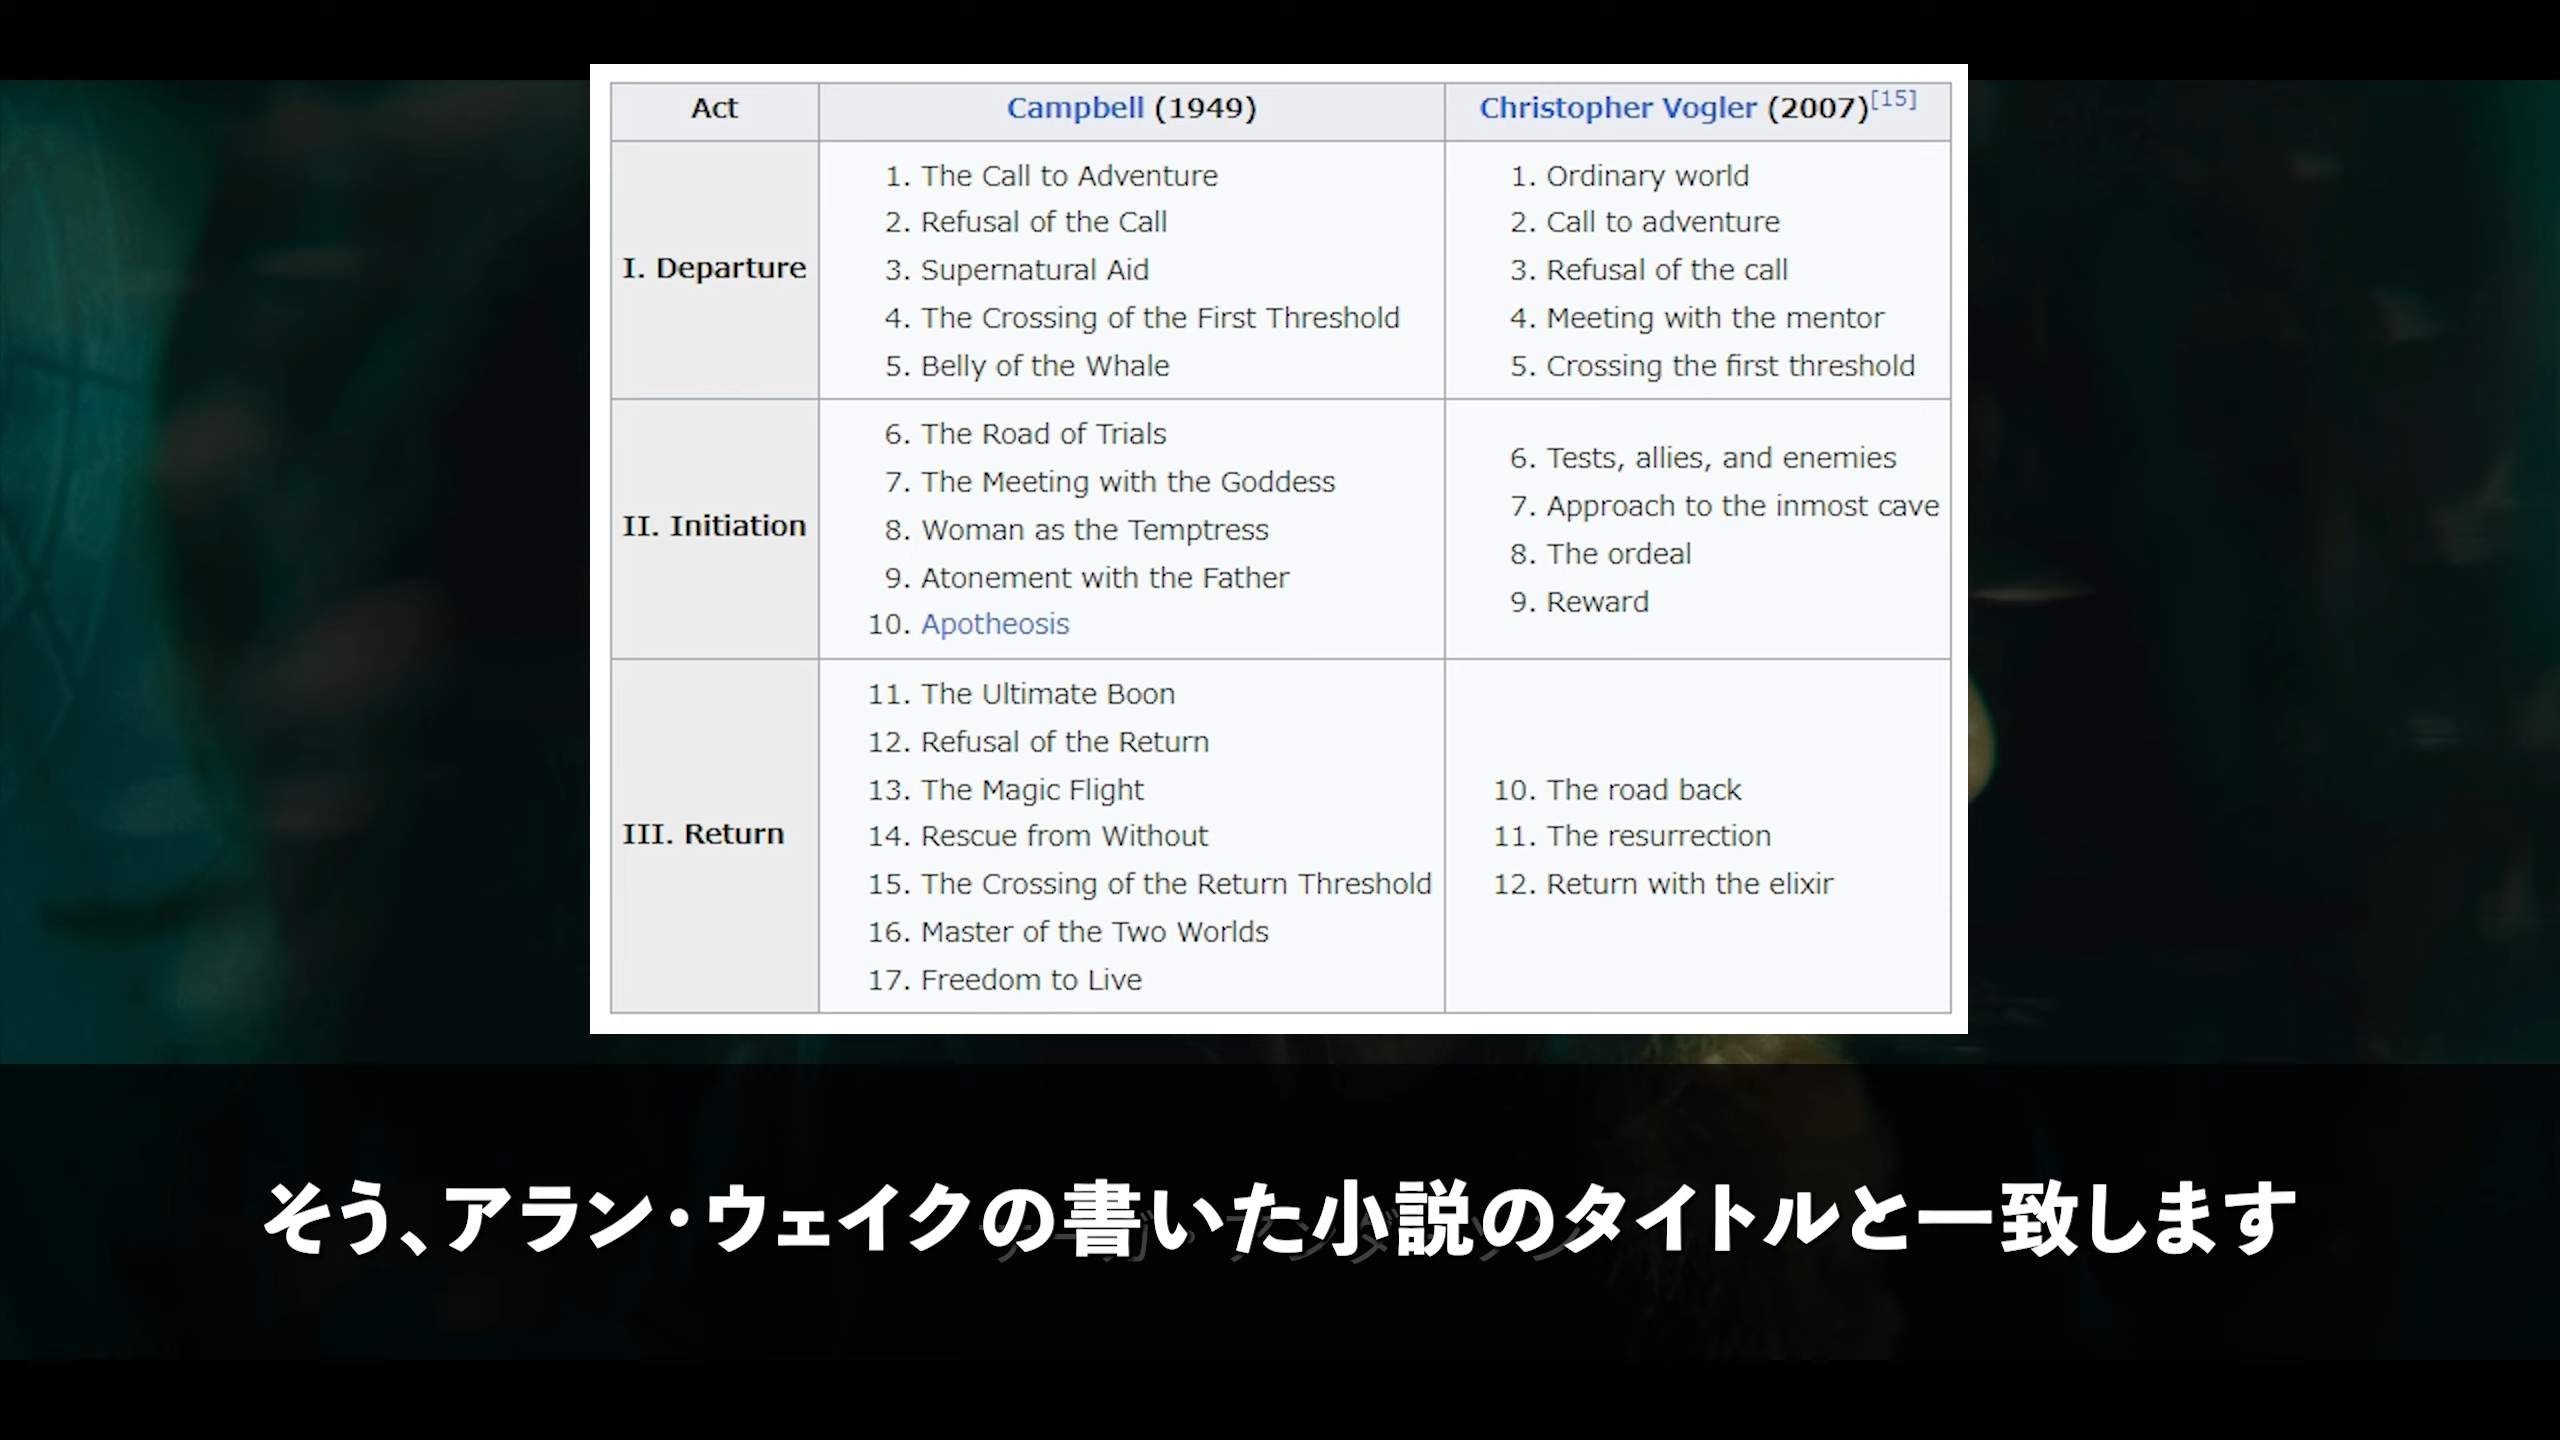 Act
Campbell (1949)
Christopher Vogler (2007)[15]
I. Departure
1. The Call to Adventure
2. Refusal of the Call
3. Supernatural Aid
4. The Crossing of the First Threshold
5. Belly of the Whale
1. Ordinary world
2. Call to adventure
3. Refusal of the call
4. Meeting with the mentor
5. Crossing the first threshold
II. Initiation
6. The Road of Trials
7. The Meeting with the Goddess
8. Woman as the Temptress
9. Atonement with the Father
10. Apotheosis
6. Tests, allies, and enemies
7. Approach to the inmost cave
8. The ordeal
9. Reward
III. Return
11. The Ultimate Boon
12. Refusal of the Return
13. The Magic Flight
14. Rescue from Without
15. The Crossing of the Return Threshold
16. Master of the Two Worlds
17. Freedom to Live
10. The road back
11. The resurrection
12. Return with the elixir
そう、アラン・ウェイクの書いた小説のタイトルと一致します